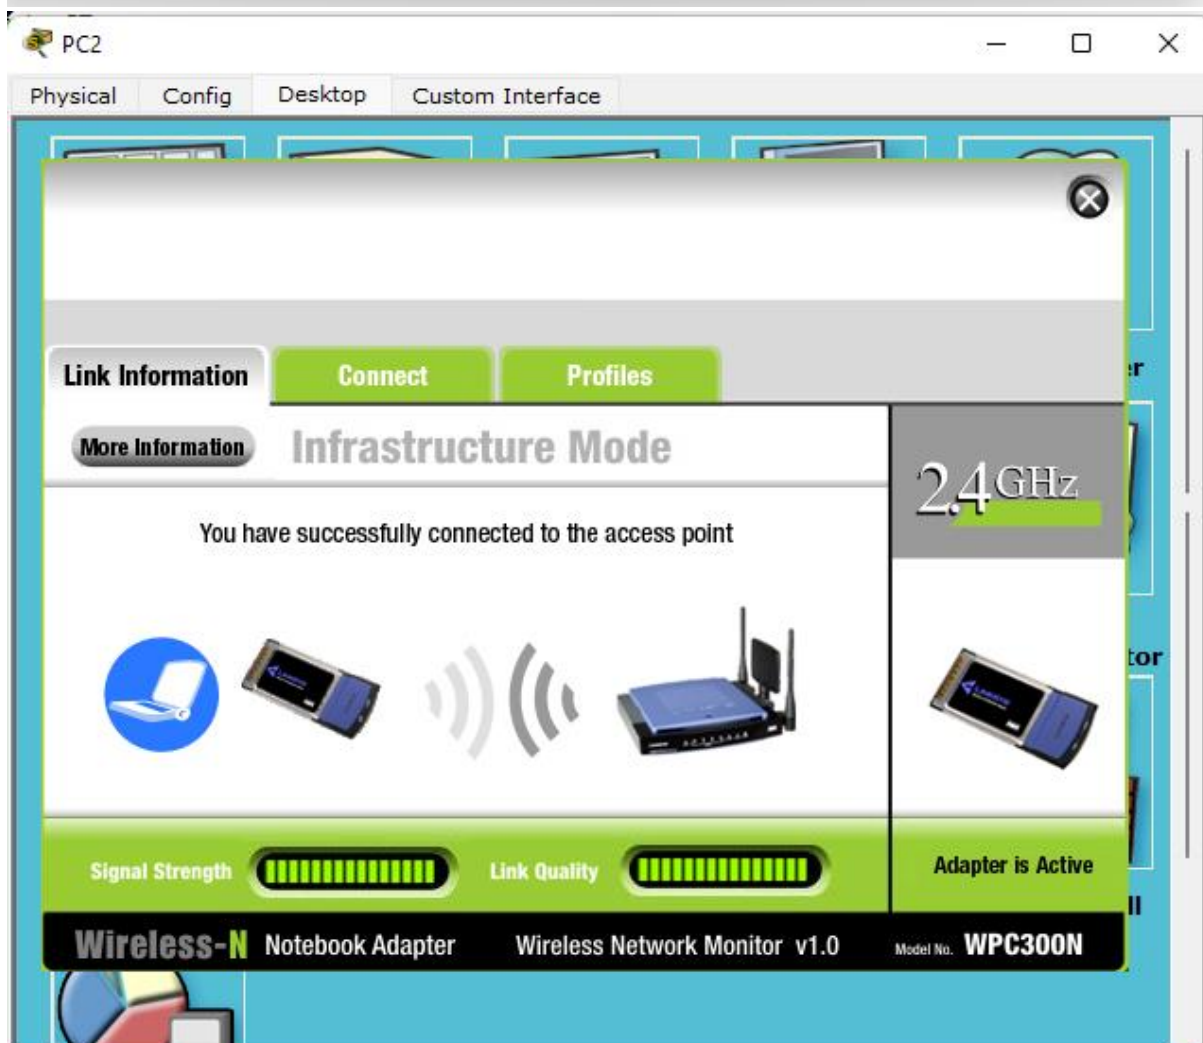 PC2
Physical Config Desktop Custom Interface
Link Information Connect Profiles
More Information Infrastructure Mode
2.4 GHz
You have successfully connected to the access point
Signal Strength Link Quality Adapter is Active
Wireless-N Notebook Adapter Wireless Network Monitor v1.0 Model No. WPC300N